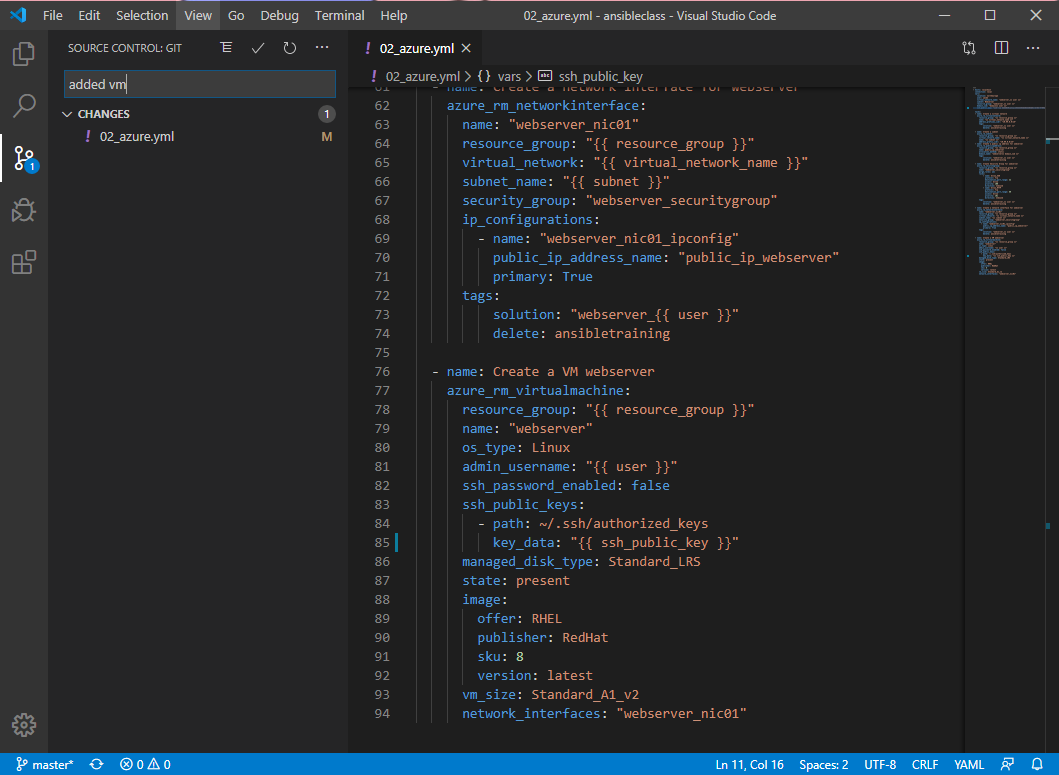 File Edit Selection View Go Debug Terminal Help 02_azure.yml - ansibleclass - Visual Studio Code
SOURCE CONTROL: GIT
added vm
CHANGES 1
! 02_azure.yml M
1
! 02_azure.yml
! 02_azure.yml > {} vars > abc ssh_public_key
61 - name: Create a network interface for webserver
62 azure_rm_networkinterface:
63 name: "webserver_nic01"
64 resource_group: "{{ resource_group }}"
65 virtual_network: "{{ virtual_network_name }}"
66 subnet_name: "{{ subnet }}"
67 security_group: "webserver_securitygroup"
68 ip_configurations:
69 - name: "webserver_nic01_ipconfig"
70 public_ip_address_name: "public_ip_webserver"
71 primary: True
72 tags:
73 solution: "webserver_{{ user }}"
74 delete: ansibletraining
75
76 - name: Create a VM webserver
77 azure_rm_virtualmachine:
78 resource_group: "{{ resource_group }}"
79 name: "webserver"
80 os_type: Linux
81 admin_username: "{{ user }}"
82 ssh_password_enabled: false
83 ssh_public_keys:
84 - path: ~/.ssh/authorized_keys
85 key_data: "{{ ssh_public_key }}"
86 managed_disk_type: Standard_LRS
87 state: present
88 image:
89 offer: RHEL
90 publisher: RedHat
91 sku: 8
92 version: latest
93 vm_size: Standard_A1_v2
94 network_interfaces: "webserver_nic01"
master* 0 0 Ln 11, Col 16 Spaces: 2 UTF-8 CRLF YAML